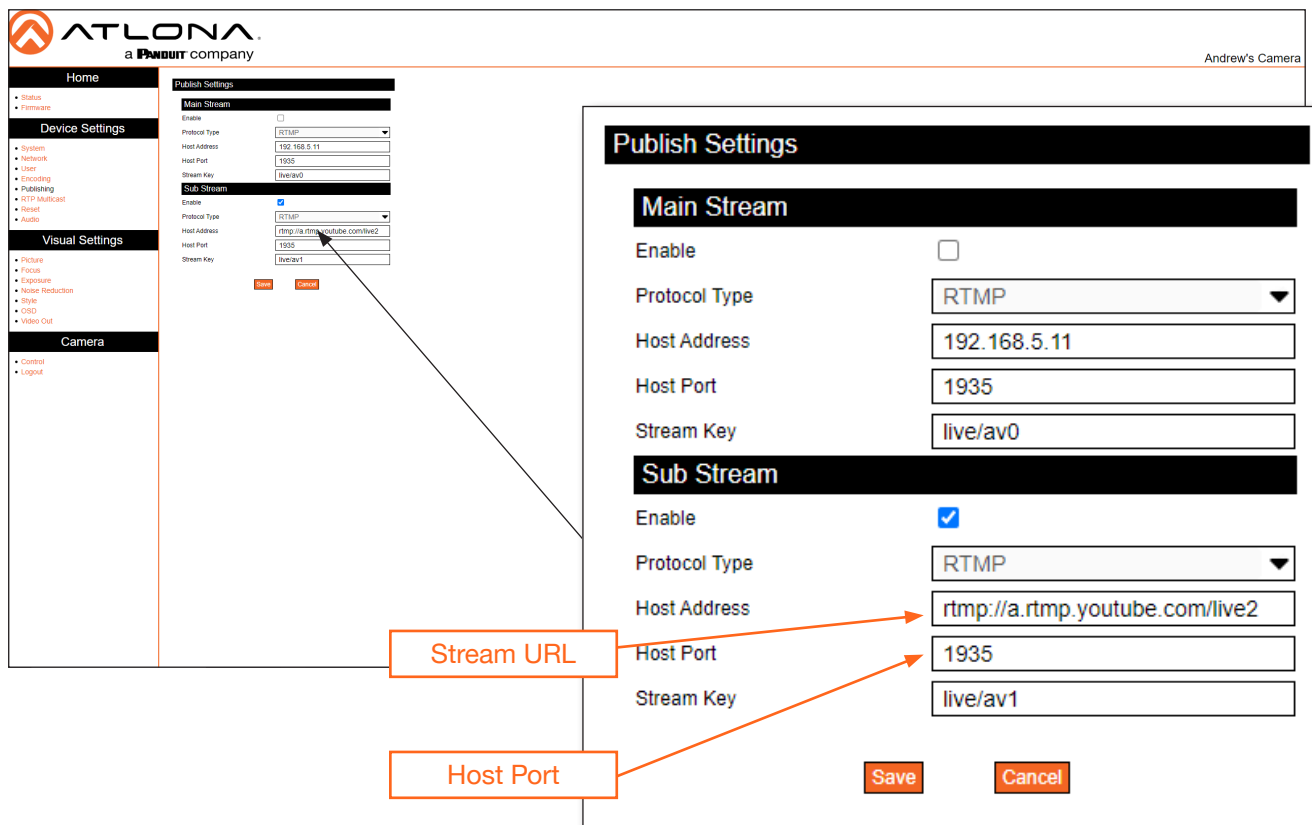 ATLONA.
a PANDUIT company
Andrew's Camera
Home
Status
Firmware
Device Settings
System
Network
User
Encoding
Publishing
RTP Multicast
Reset
Audio
Visual Settings
Picture
Focus
Exposure
Noise Reduction
Style
OSD
Video Out
Camera
Control
Logout
Publish Settings
Main Stream
Enable
Protocol Type RTMP
Host Address 192.168.5.11
Host Port 1935
Stream Key live/av0
Sub Stream
Enable
Protocol Type RTMP
Host Address rtmp://a.rtmp.youtube.com/live2
Host Port 1935
Stream Key live/av1
Save Cancel
Publish Settings
Main Stream
Enable
Protocol Type RTMP
Host Address 192.168.5.11
Host Port 1935
Stream Key live/av0
Sub Stream
Enable
Protocol Type RTMP
Host Address rtmp://a.rtmp.youtube.com/live2
Host Port 1935
Stream Key live/av1
Save Cancel
Stream URL
Host Port